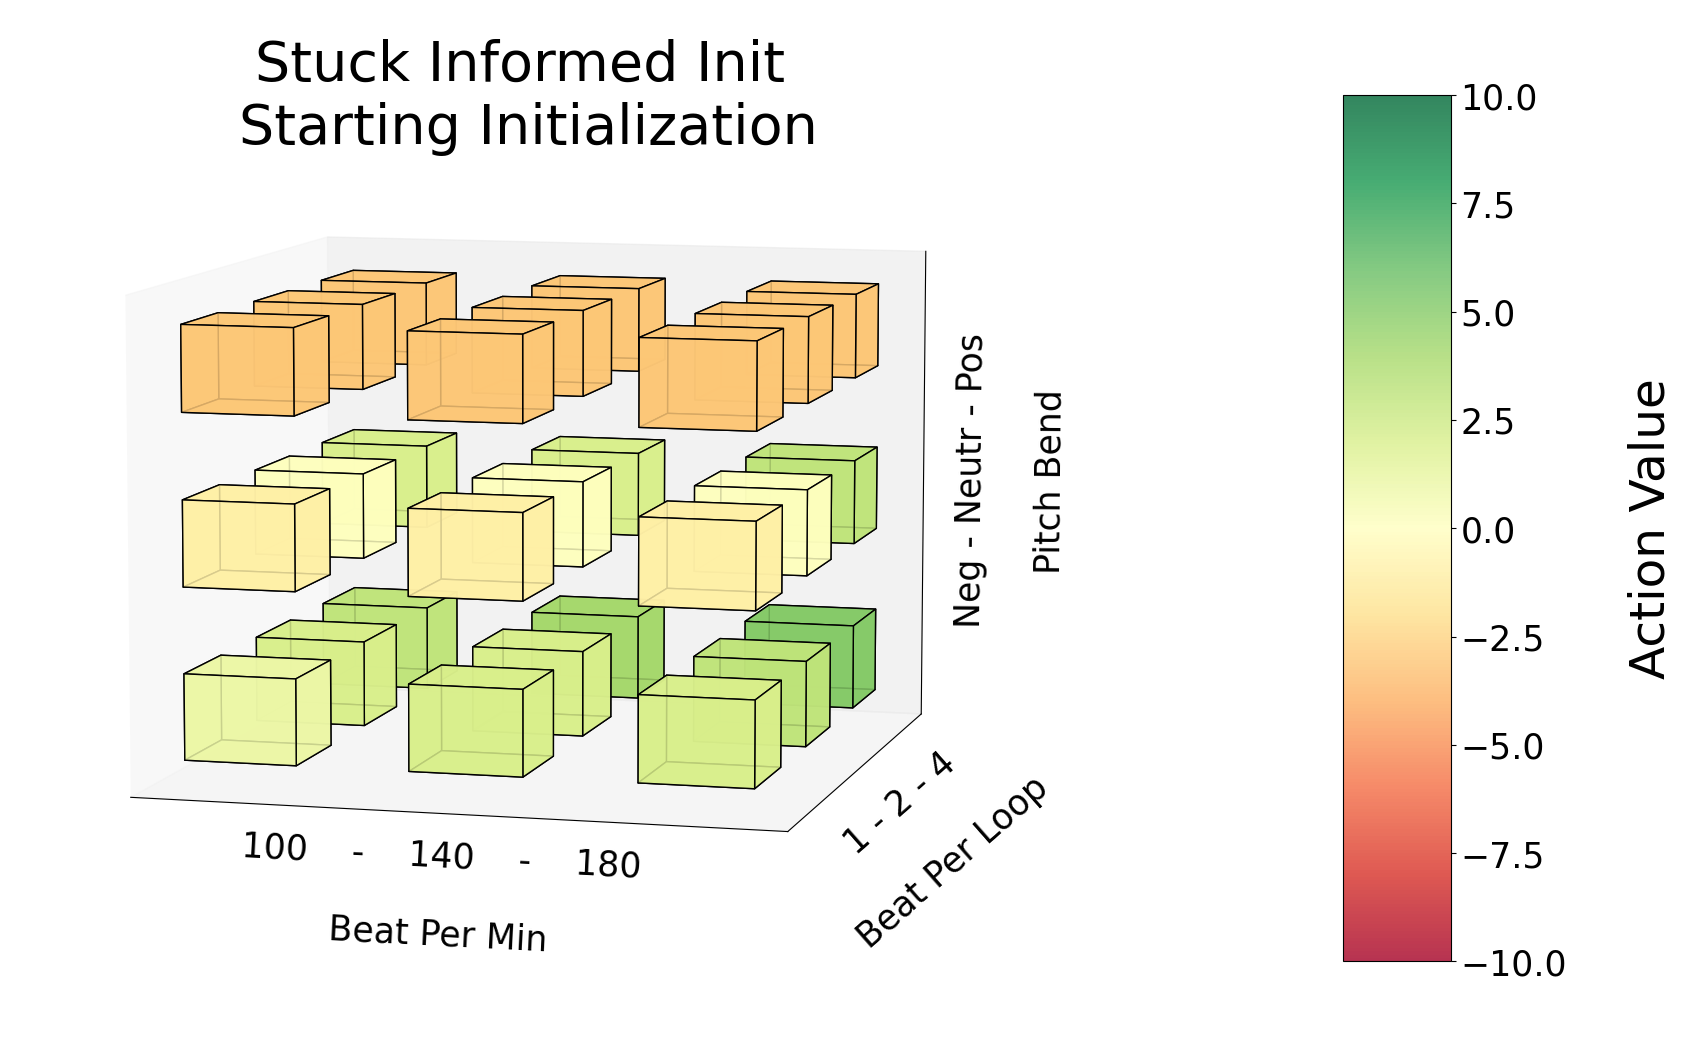 Stuck Informed Init
Starting Initialization
Neg - Neutr - Pos
Pitch Bend
1 - 2 - 4
Beat Per Loop
100 - 140 - 180
Beat Per Min
10.0
7.5
5.0
2.5
0.0
−2.5
−5.0
−7.5
−10.0
Action Value